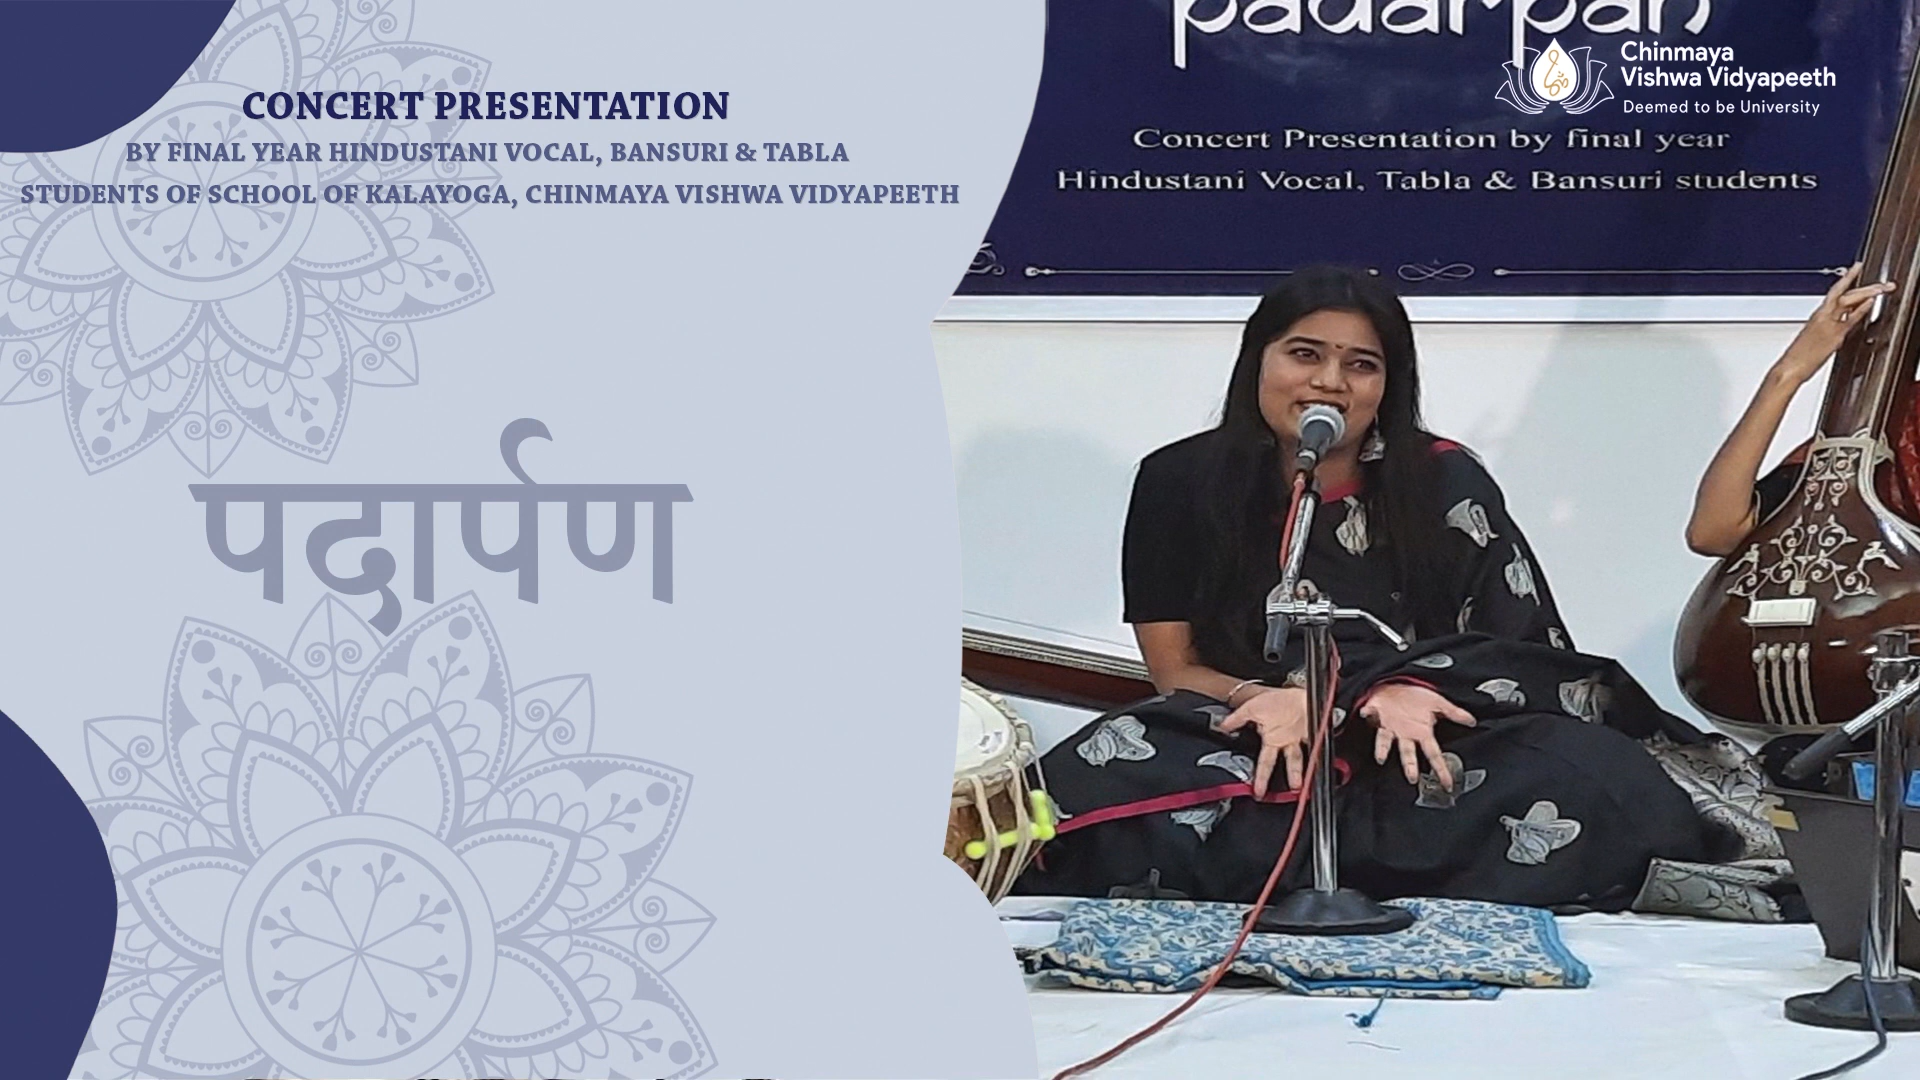 CONCERT PRESENTATION
BY FINAL YEAR HINDUSTANI VOCAL, BANSURI & TABLA
STUDENTS OF SCHOOL OF KALAYOGA, CHINMAYA VISHWA VIDYAPEETH
पदार्पण
padarpan
Chinmaya
Vishwa Vidyapeeth
Deemed to be University
Concert Presentation by final year
Hindustani Vocal, Tabla & Bansuri students